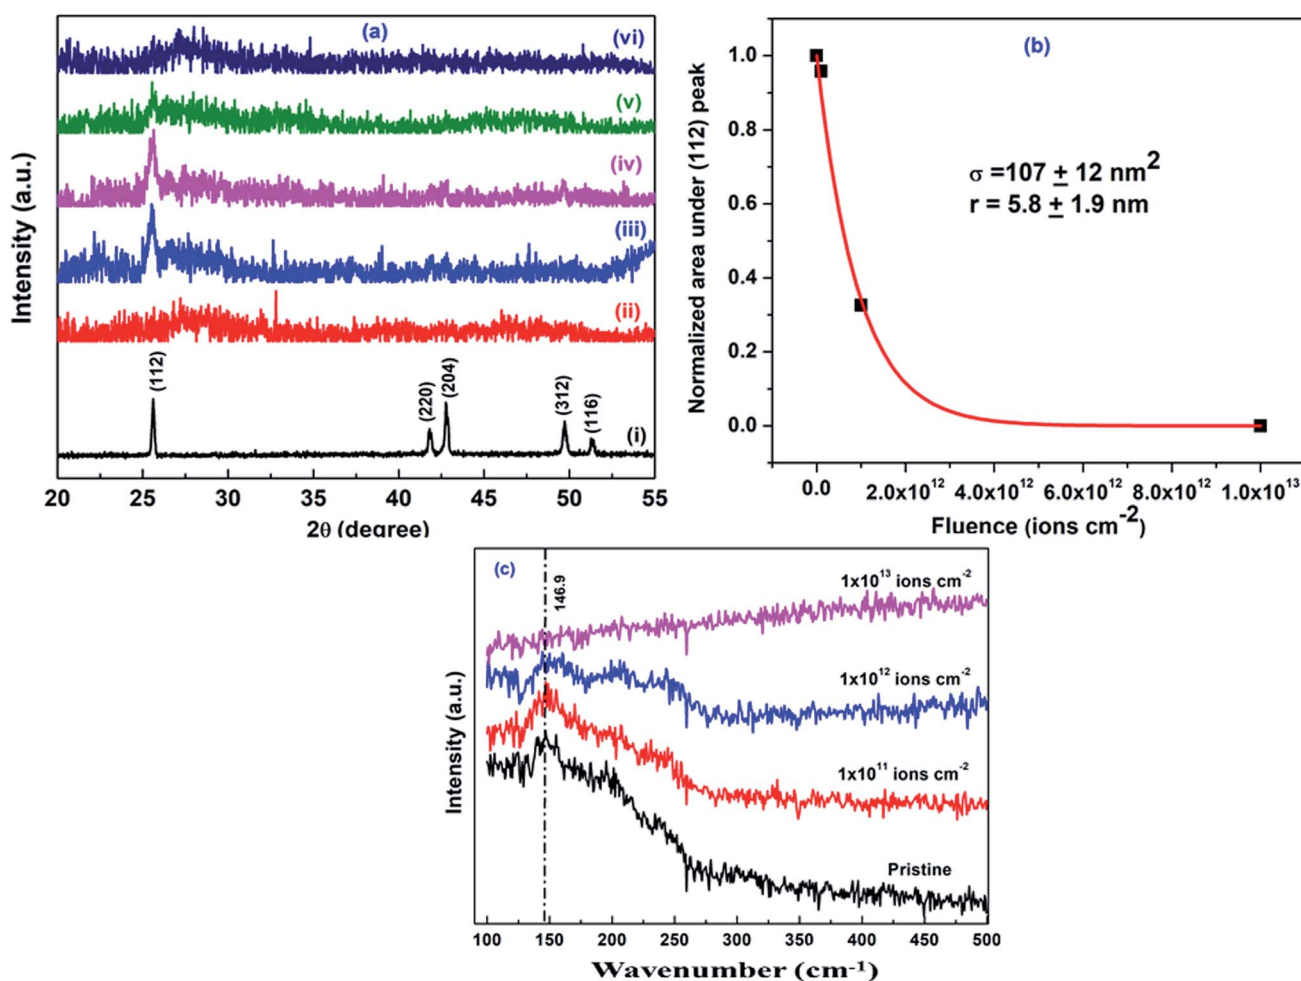 (a)
(vi)
(v)
(iv)
(iii)
(ii)
(i)
(112)
(220)
(204)
(312)
(116)
Intensity (a.u.)
20 25 30 35 40 45 50 55
2θ (degree)
(b)
Normalized area under (112) peak
1.0
0.8
0.6
0.4
0.2
0.0
σ =107 ± 12 nm²
r = 5.8 ± 1.9 nm
0.0 2.0x10¹² 4.0x10¹² 6.0x10¹² 8.0x10¹² 1.0x10¹³
Fluence (ions cm⁻²)
(c)
146.9
1x10¹³ ions cm⁻²
1x10¹² ions cm⁻²
1x10¹¹ ions cm⁻²
Pristine
Intensity (a.u.)
100 150 200 250 300 350 400 450 500
Wavenumber (cm⁻¹)